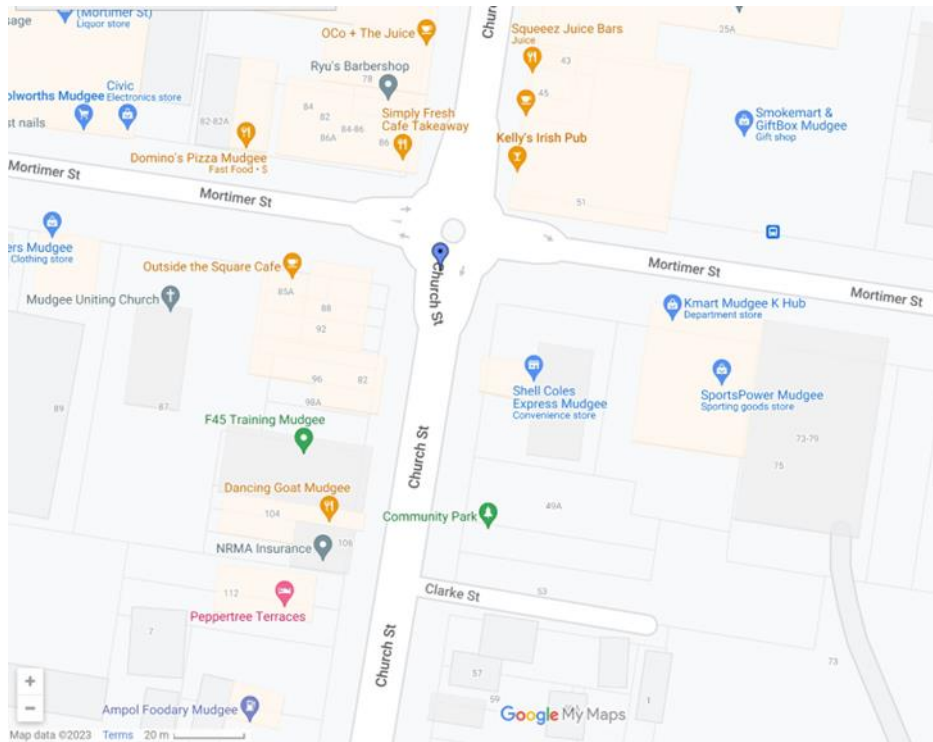 (Mortimer St)
Liquor store
sage
OCo + The Juice
Chur
Squeeez Juice Bars
Juice
25A
43
Ryu's Barbershop
78
Civic
Electronics store
olworths Mudgee
st nails
82-82A
84
82
86A
84-86
86
Simply Fresh
Cafe Takeaway
45
Kelly's Irish Pub
Smokemart &
GiftBox Mudgee
Gift shop
Domino's Pizza Mudgee
Fast Food • $
Mortimer St
Mortimer St
51
ers Mudgee
Clothing store
Outside the Square Cafe
Church St
Mortimer St
Mortimer St
Mudgee Uniting Church
85A
88
92
Kmart Mudgee K Hub
Department store
96
82
98A
87
89
Shell Coles
Express Mudgee
Convenience store
SportsPower Mudgee
Sporting goods store
73-79
75
F45 Training Mudgee
Church St
Dancing Goat Mudgee
104
Community Park
49A
NRMA Insurance
106
112
Peppertree Terraces
Clarke St
53
7
Church St
57
59
1
73
+
−
Ampol Foodary Mudgee
Google My Maps
Map data ©2023
Terms
20 m